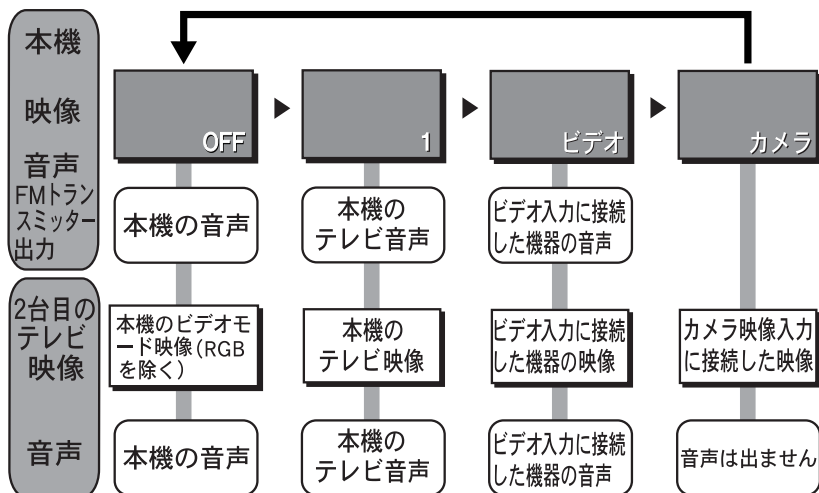 本機
映像
音声
FMトラン
スミッター
出力
OFF
1
ビデオ
カメラ
本機の音声
本機の
テレビ音声
ビデオ入力に接続
した機器の音声
2台目の
テレビ
映像
本機のビデオモ
ード映像(RGB
を除く)
本機の
テレビ映像
ビデオ入力に接続
した機器の映像
カメラ映像入力
に接続した映像
音声
本機の音声
本機の
テレビ音声
ビデオ入力に接続
した機器の音声
音声は出ません